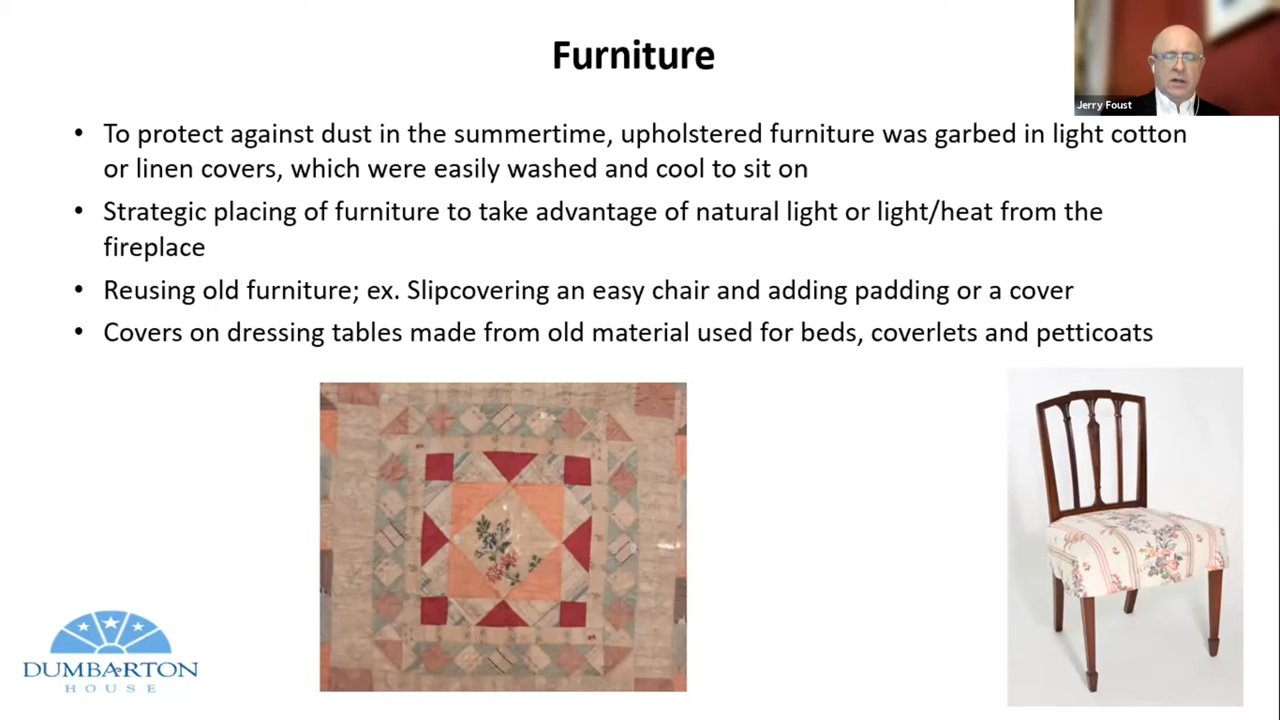 Furniture
Jerry Foust
• To protect against dust in the summertime, upholstered furniture was garbed in light cotton
or linen covers, which were easily washed and cool to sit on
• Strategic placing of furniture to take advantage of natural light or light/heat from the
fireplace
• Reusing old furniture; ex. Slipcovering an easy chair and adding padding or a cover
• Covers on dressing tables made from old material used for beds, coverlets and petticoats
DUMBARTON
HOUSE